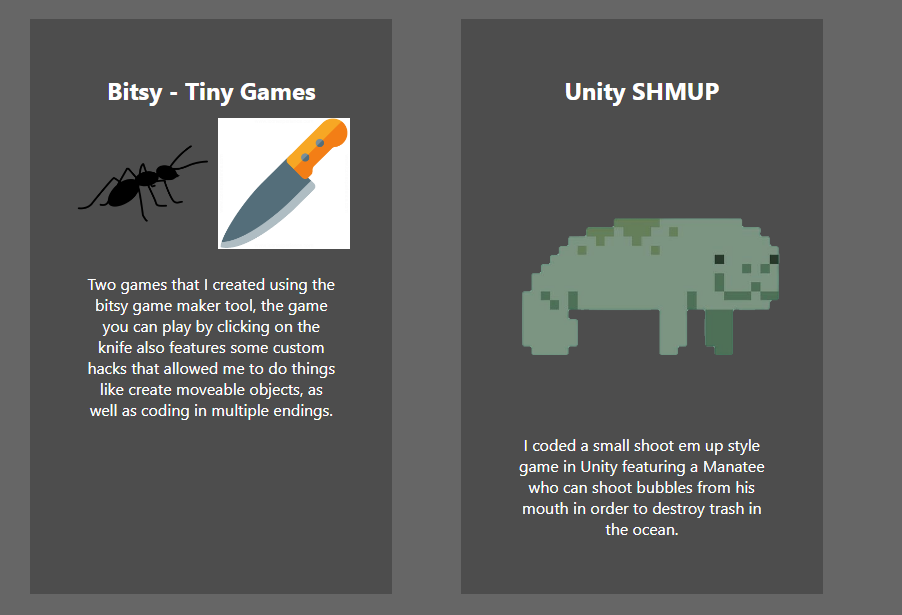 Bitsy - Tiny Games
Two games that I created using the
bitsy game maker tool, the game
you can play by clicking on the
knife also features some custom
hacks that allowed me to do things
like create moveable objects, as
well as coding in multiple endings.
Unity SHMUP
I coded a small shoot em up style
game in Unity featuring a Manatee
who can shoot bubbles from his
mouth in order to destroy trash in
the ocean.